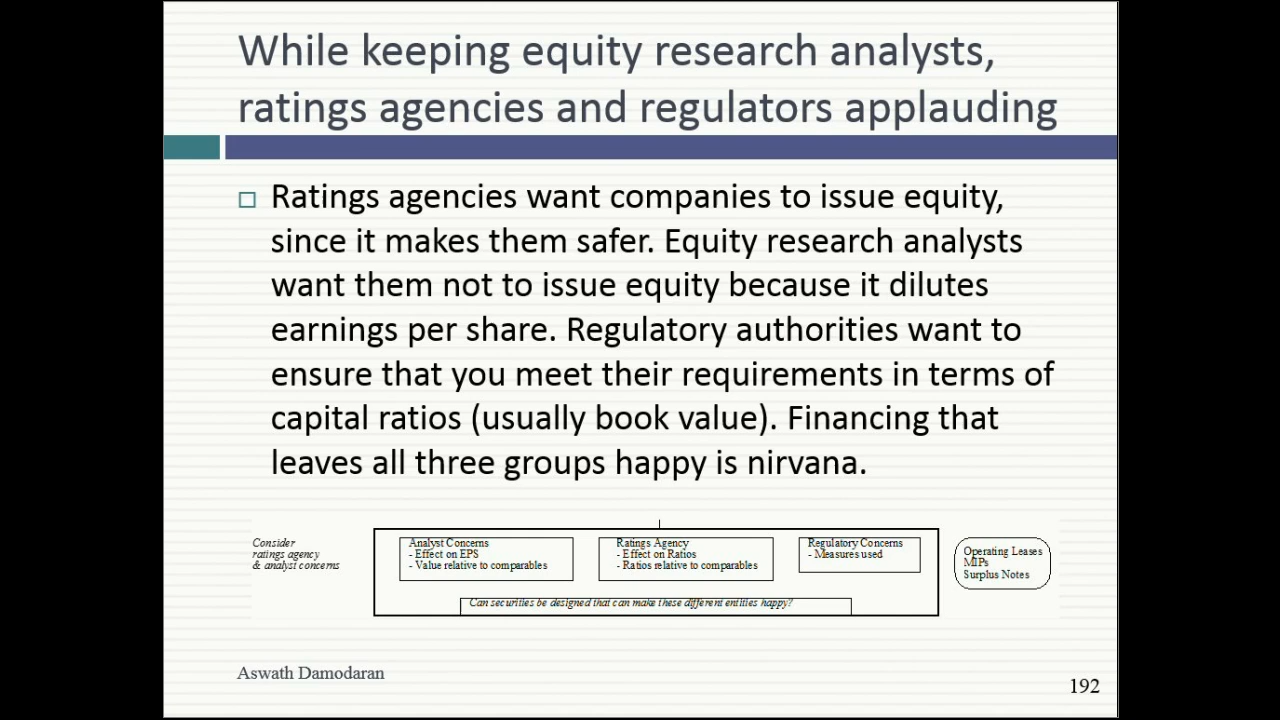 While keeping equity research analysts,
ratings agencies and regulators applauding
Ratings agencies want companies to issue equity,
since it makes them safer. Equity research analysts
want them not to issue equity because it dilutes
earnings per share. Regulatory authorities want to
ensure that you meet their requirements in terms of
capital ratios (usually book value). Financing that
leaves all three groups happy is nirvana.
Consider
ratings agency
& analyst concerns
Analyst Concerns
- Effect on EPS
- Value relative to comparables
Ratings Agency
- Effect on Ratios
- Ratios relative to comparables
Regulatory Concerns
- Measures used
Operating Leases
MIPs
Surplus Notes
Can securities be designed that can make these different entities happy?
Aswath Damodaran
192